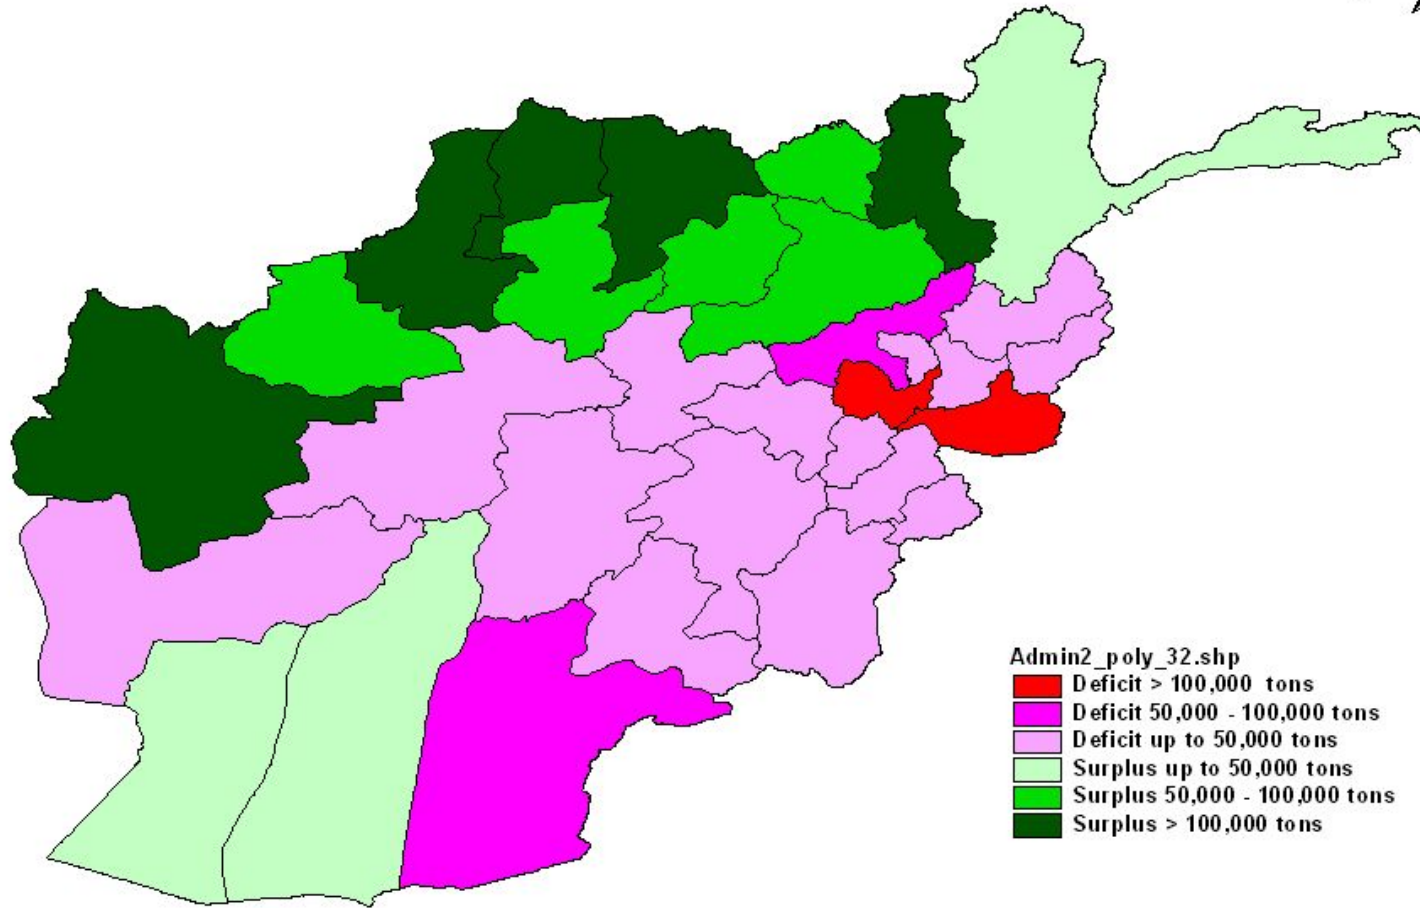 Admin2_poly_32.shp
Deficit > 100,000 tons
Deficit 50,000 - 100,000 tons
Deficit up to 50,000 tons
Surplus up to 50,000 tons
Surplus 50,000 - 100,000 tons
Surplus > 100,000 tons